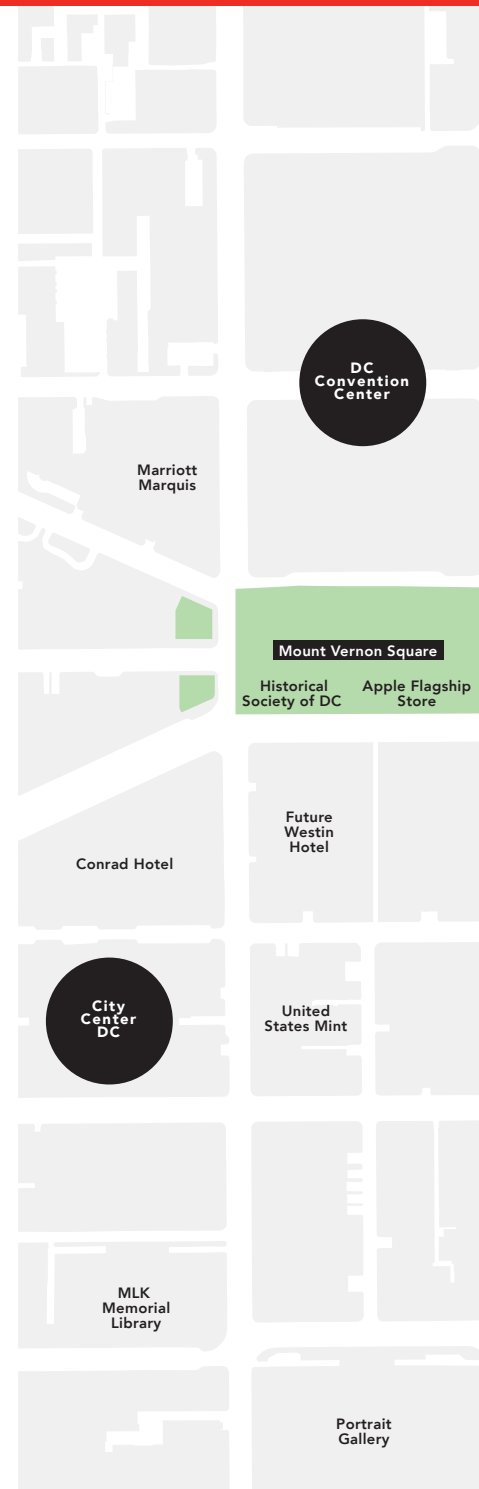 DC
Convention
Center
Marriott
Marquis
Mount Vernon Square
Historical
Society of DC
Apple Flagship
Store
Future
Westin
Hotel
Conrad Hotel
City
Center
DC
United
States Mint
MLK
Memorial
Library
Portrait
Gallery